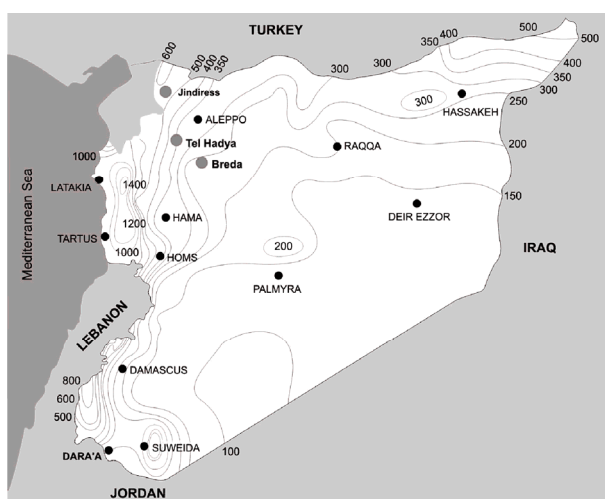 TURKEY
600
500
400
350
300
300
350
400
500
500
400
350
300
250
Jindiress
300
HASSAKEH
ALEPPO
Tel Hadya
RAQQA
200
1000
Breda
1400
LATAKIA
150
DEIR EZZOR
1200
HAMA
TARTUS
1000
HOMS
200
IRAQ
PALMYRA
Mediterranean Sea
LEBANON
DAMASCUS
800
600
500
DARA'A
SUWEIDA
100
JORDAN